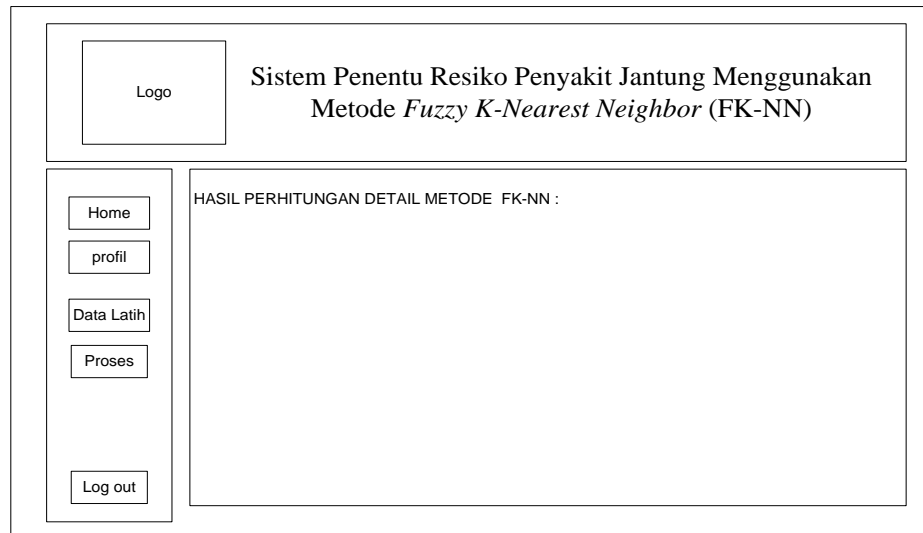 Logo
Sistem Penentu Resiko Penyakit Jantung Menggunakan
Metode Fuzzy K-Nearest Neighbor (FK-NN)
Home
profil
Data Latih
Proses
Log out
HASIL PERHITUNGAN DETAIL METODE FK-NN :